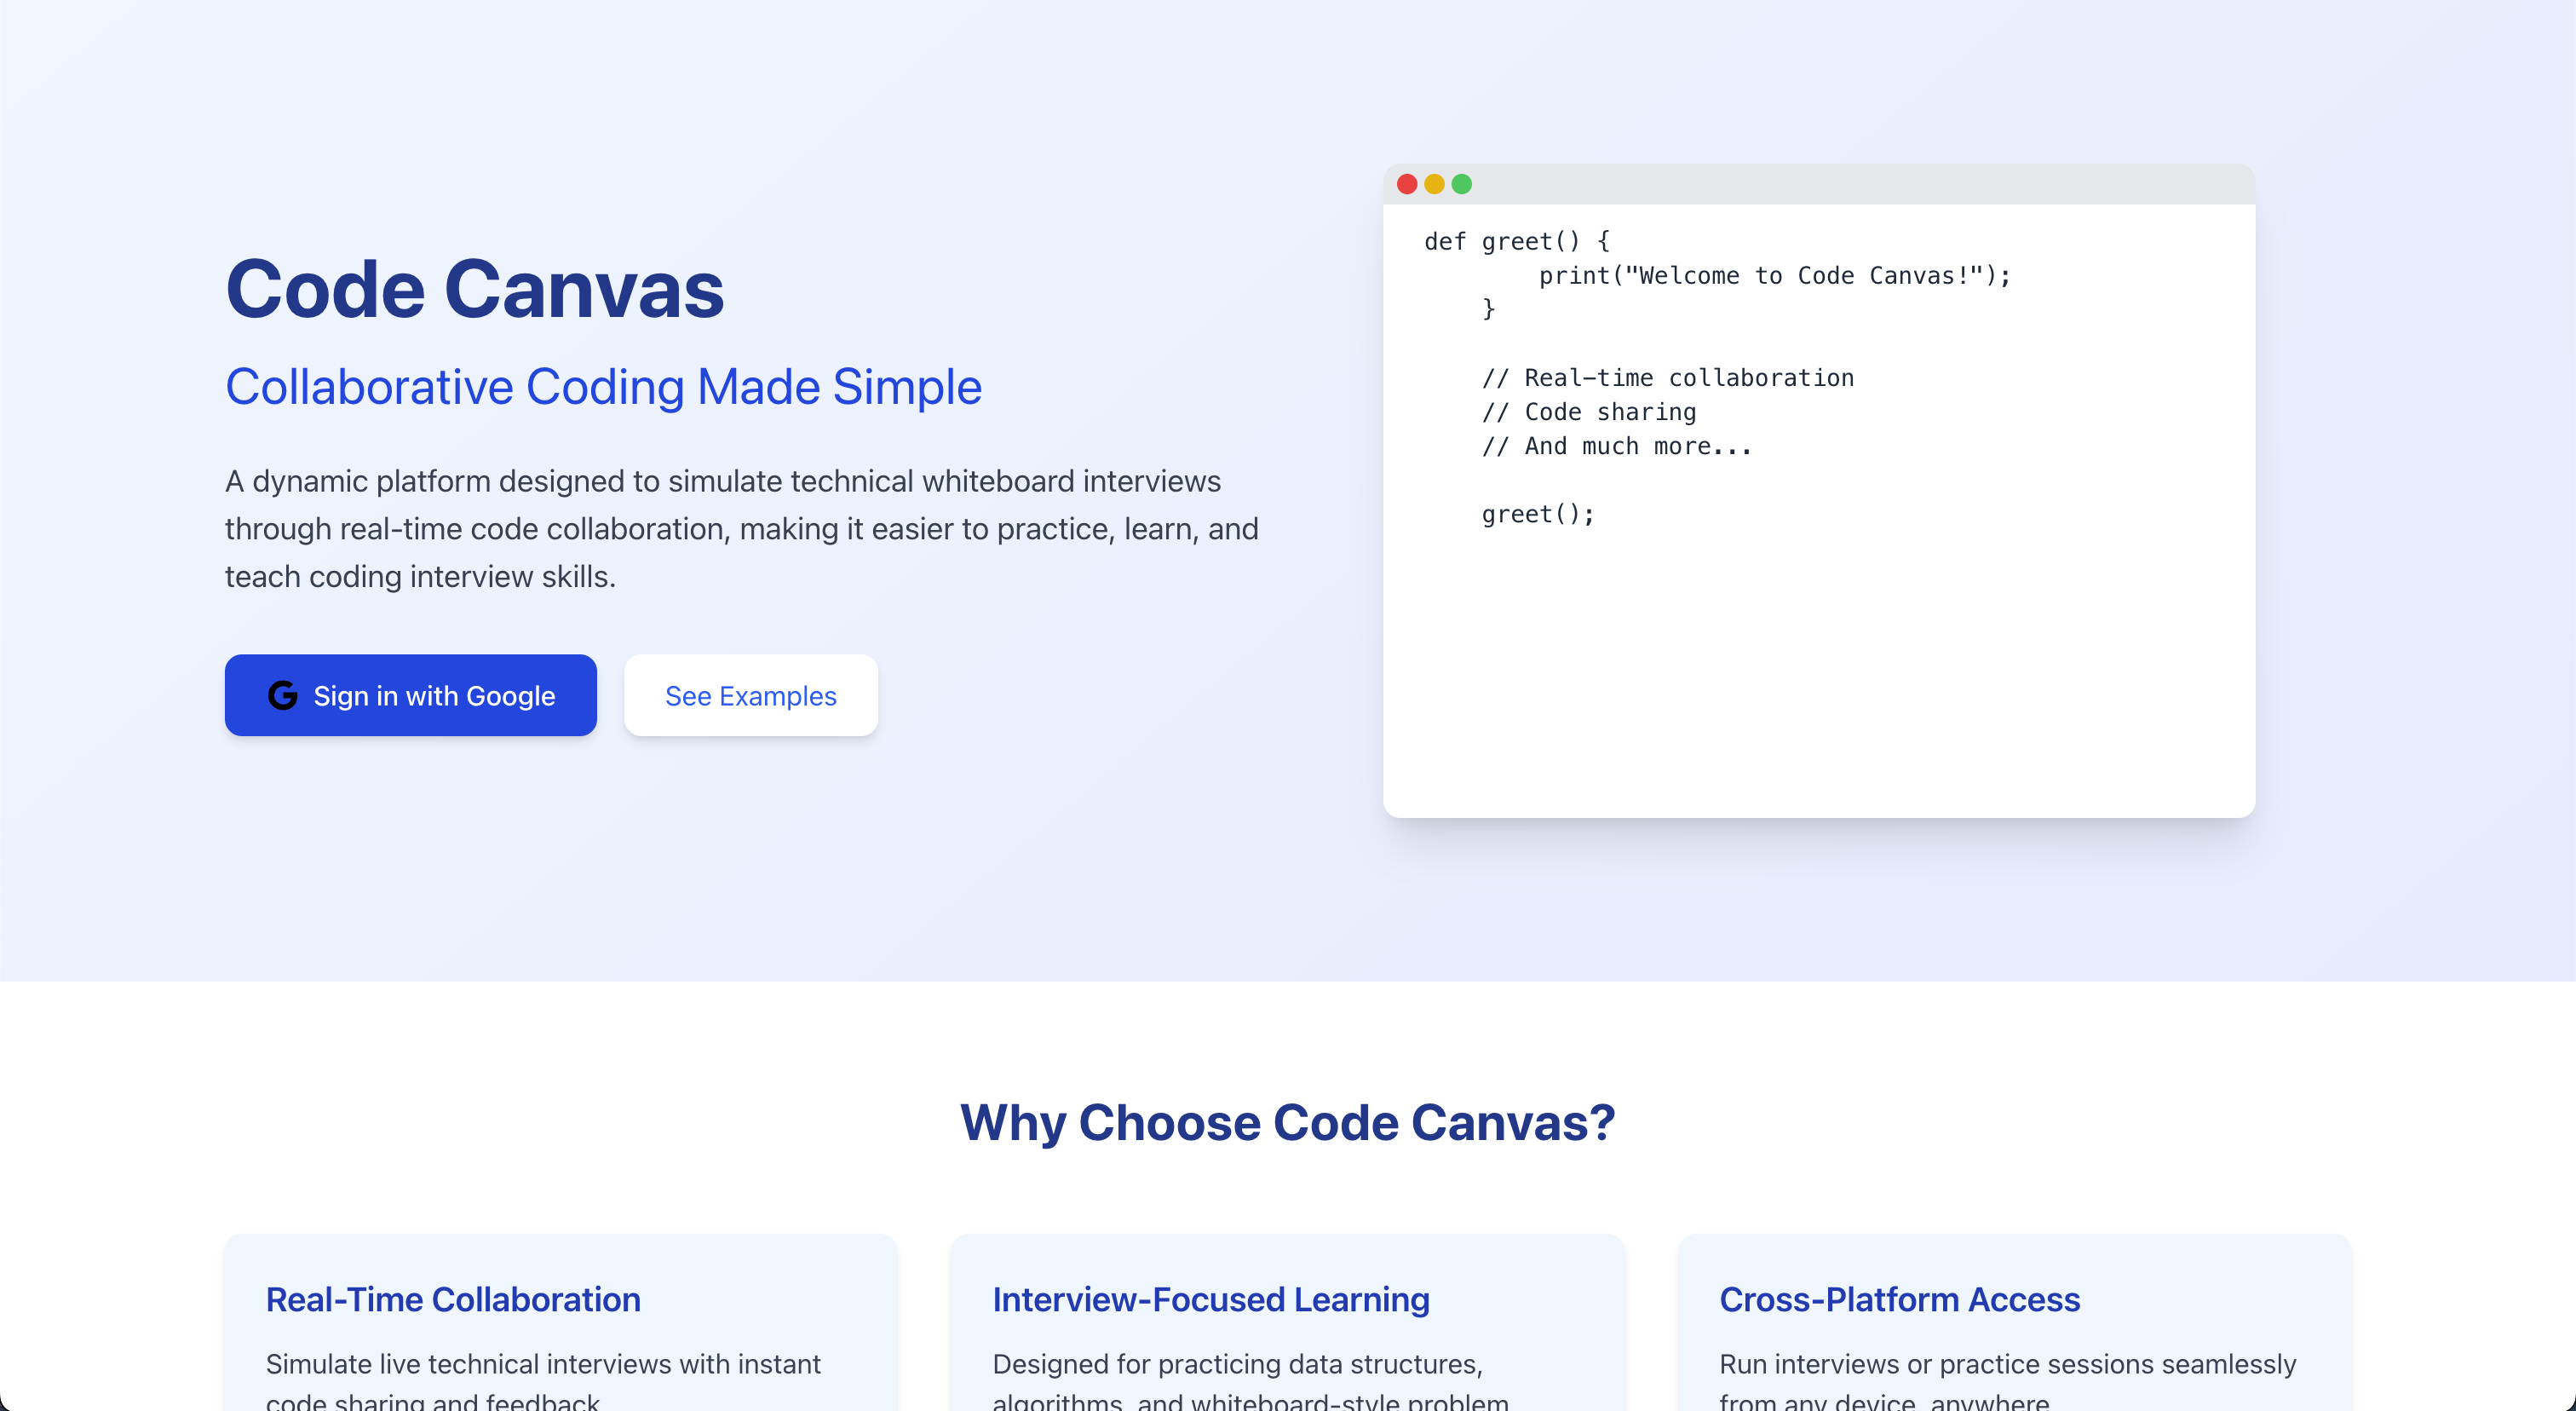 Code Canvas
Collaborative Coding Made Simple
A dynamic platform designed to simulate technical whiteboard interviews
through real-time code collaboration, making it easier to practice, learn, and
teach coding interview skills.
Sign in with Google
See Examples
def greet() {
        print("Welcome to Code Canvas!");
    }
    // Real-time collaboration
    // Code sharing
    // And much more...
    greet();
Why Choose Code Canvas?
Real-Time Collaboration
Simulate live technical interviews with instant
code sharing and feedback.
Interview-Focused Learning
Designed for practicing data structures,
algorithms, and whiteboard-style problem
Cross-Platform Access
Run interviews or practice sessions seamlessly
from any device, anywhere.